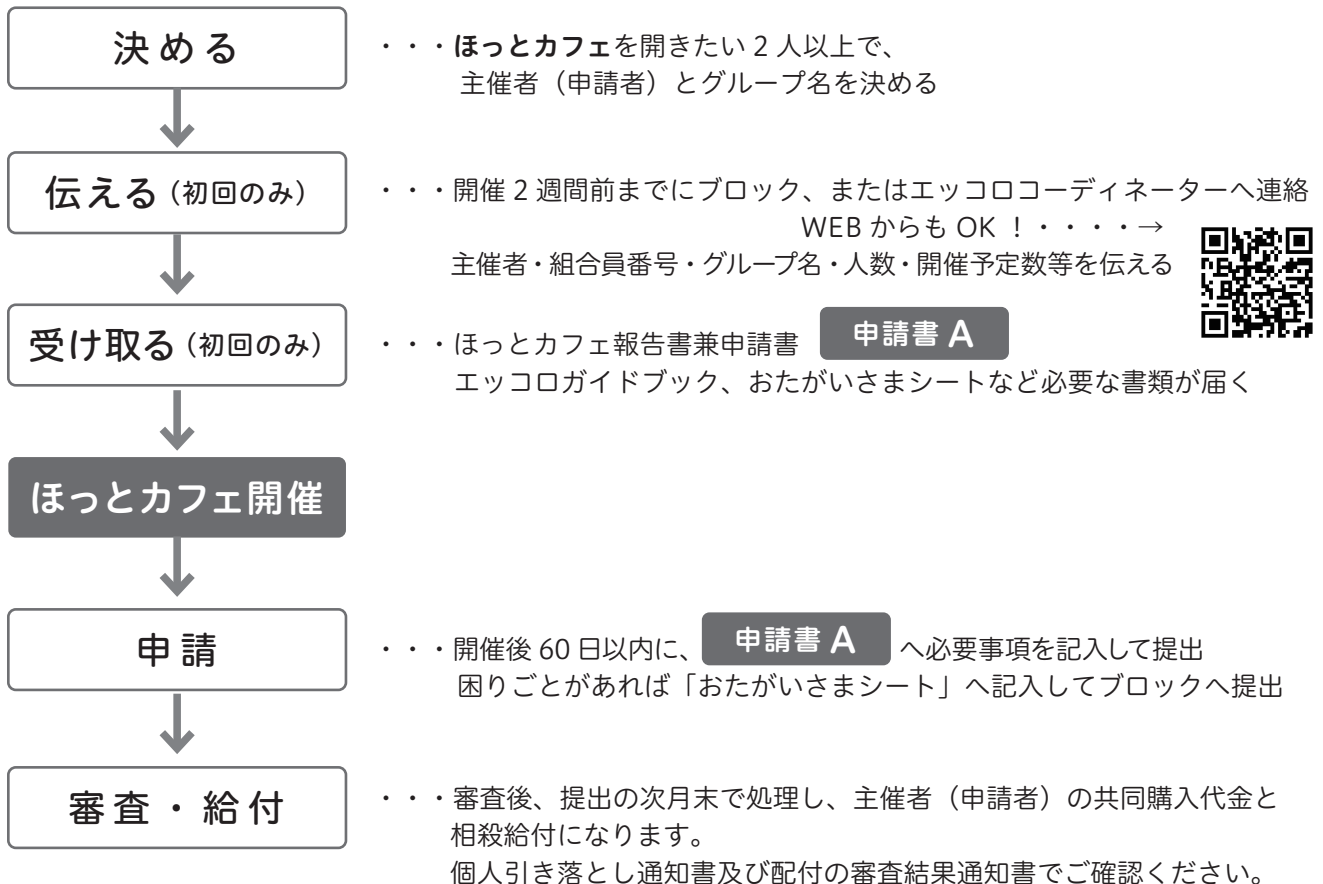 決める
・・・ほっとカフェを開きたい2人以上で、
主催者（申請者）とグループ名を決める
伝える（初回のみ）
・・・開催2週間前までにブロック、またはエッコロコーディネーターへ連絡
WEBからもOK！・・・・→
主催者・組合員番号・グループ名・人数・開催予定数等を伝える
受け取る（初回のみ）
・・・ほっとカフェ報告書兼申請書 申請書A
エッコロガイドブック、おたがいさまシートなど必要な書類が届く
ほっとカフェ開催
申請
・・・開催後60日以内に、 申請書A へ必要事項を記入して提出
困りごとがあれば「おたがいさまシート」へ記入してブロックへ提出
審査・給付
・・・審査後、提出の次月末で処理し、主催者（申請者）の共同購入代金と
相殺給付になります。
個人引き落とし通知書及び配付の審査結果通知書でご確認ください。